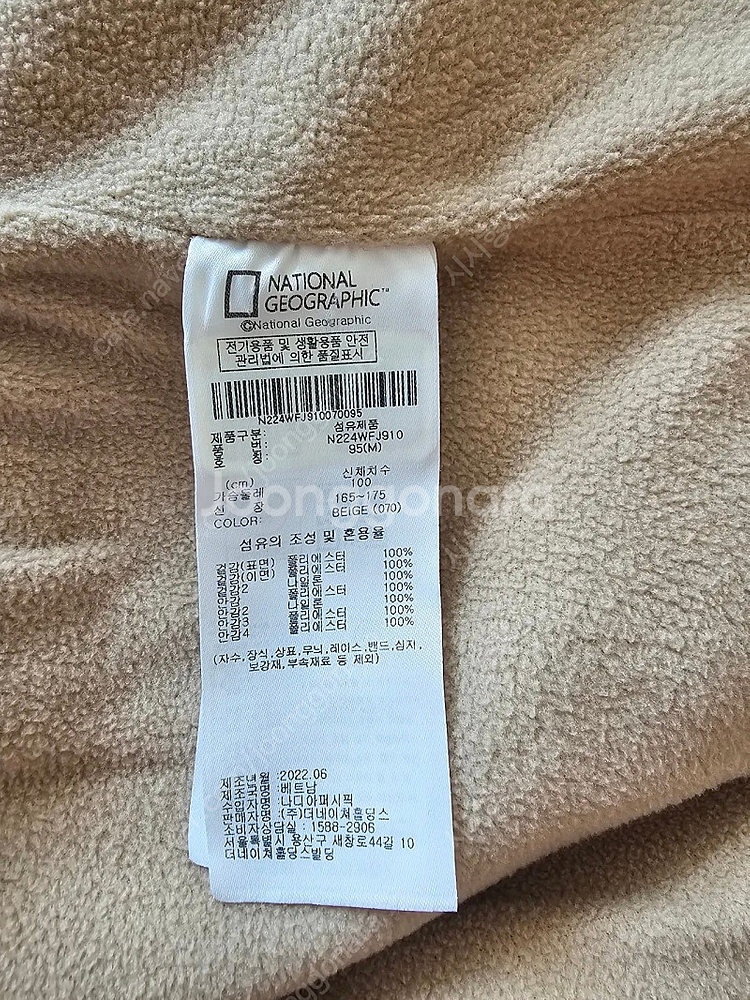 NATIONAL
GEOGRAPHIC™
©National Geographic
전기용품 및 생활용품 안전
관리법에 의한 품질표시
N224WFJ910070095
제품구분: 섬유제품
품 번: N224WFJ910
호 칭: 95(M)
(cm) 신체치수
가슴둘레 100
신 장 165~175
COLOR: BEIGE (070)
섬유의 조성 및 혼용율
겉감(표면) 폴리에스터 100%
겉감(이면) 폴리에스터 100%
겉감2 나일론 100%
안감 폴리에스터 100%
안감2 나일론 100%
안감3 폴리에스터 100%
안감4 폴리에스터 100%
(자수,장식,상표,무늬,레이스,밴드,심지,
보강재,부속재료 등 제외)
제조년월 :2022.06
제조국명 :베트남
수입자명 :나디아퍼시픽
판매자명 :(주)더네이쳐홀딩스
소비자상담실 : 1588-2906
서울특별시 용산구 새창로44길 10
더네이쳐홀딩스빌딩
Joonggonara